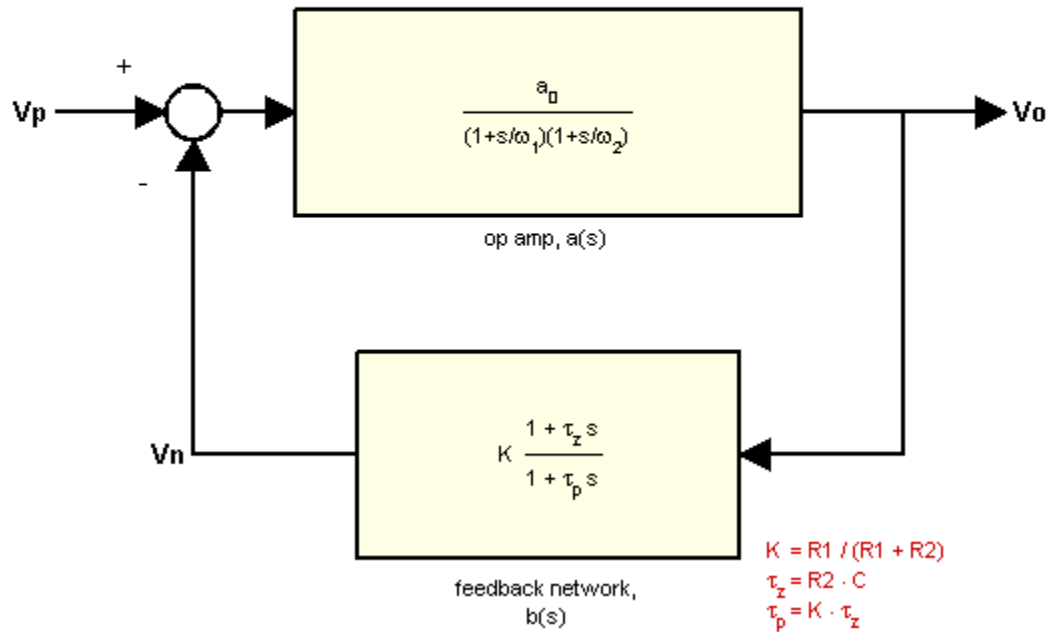 +
Vp
a₀
(1+s/ω₁)(1+s/ω₂)
Vo
-
op amp, a(s)
Vn
K
1 + τz s
1 + τp s
feedback network,
b(s)
K = R1 / (R1 + R2)
τz = R2 · C
τp = K · τz